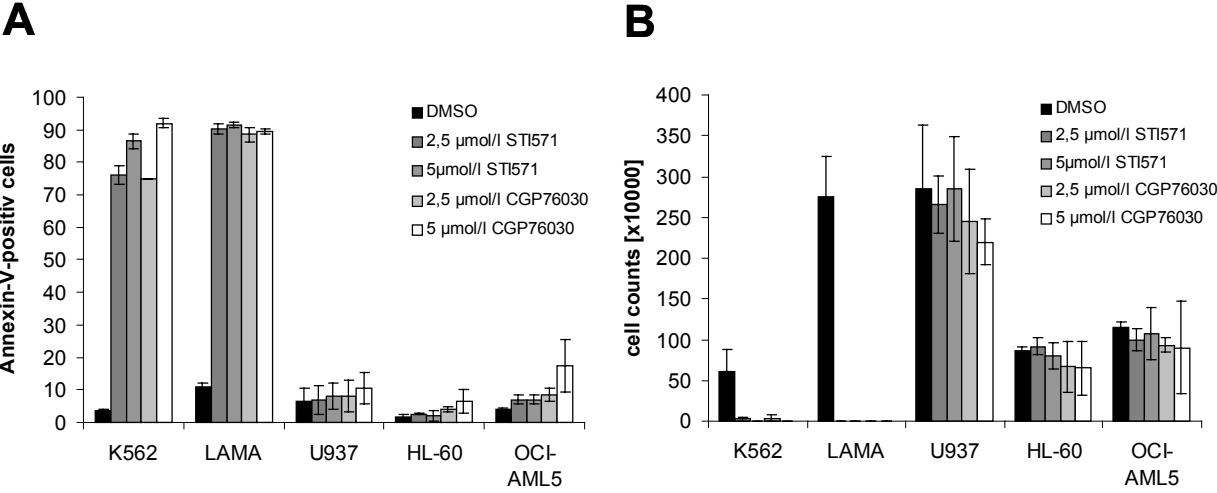 A
Annexin-V-positiv cells
100
90
80
70
60
50
40
30
20
10
0
DMSO
2,5 µmol/l STI571
5µmol/l STI571
2,5 µmol/l CGP76030
5 µmol/l CGP76030
K562
LAMA
U937
HL-60
OCI-
AML5
B
cell counts [x10000]
400
350
300
250
200
150
100
50
0
DMSO
2,5 µmol/l STI571
5µmol/l STI571
2,5 µmol/l CGP76030
5 µmol/l CGP76030
K562
LAMA
U937
HL-60
OCI-
AML5